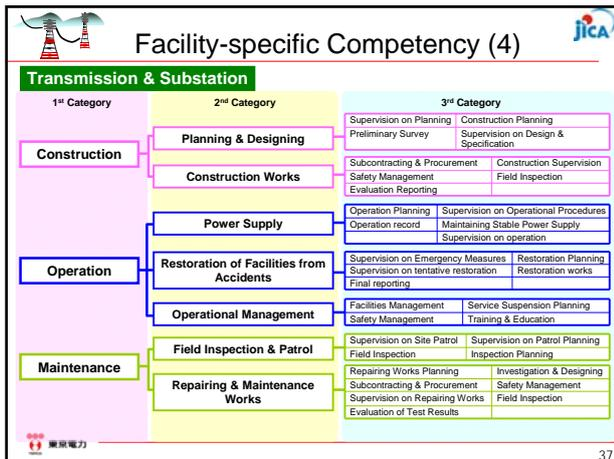 Facility-specific Competency (4)
jica
Transmission & Substation
1st Category
2nd Category
3rd Category
Construction
Planning & Designing
Supervision on Planning
Construction Planning
Preliminary Survey
Supervision on Design &
Specification
Construction Works
Subcontracting & Procurement
Construction Supervision
Safety Management
Field Inspection
Evaluation Reporting
Operation
Power Supply
Operation Planning
Supervision on Operational Procedures
Operation record
Maintaining Stable Power Supply
Supervision on operation
Restoration of Facilities from
Accidents
Supervision on Emergency Measures
Restoration Planning
Supervision on tentative restoration
Restoration works
Final reporting
Operational Management
Facilities Management
Service Suspension Planning
Safety Management
Training & Education
Maintenance
Field Inspection & Patrol
Supervision on Site Patrol
Supervision on Patrol Planning
Field Inspection
Inspection Planning
Repairing & Maintenance
Works
Repairing Works Planning
Investigation & Designing
Subcontracting & Procurement
Safety Management
Supervision on Repairing Works
Field Inspection
Evaluation of Test Results
東京電力
37